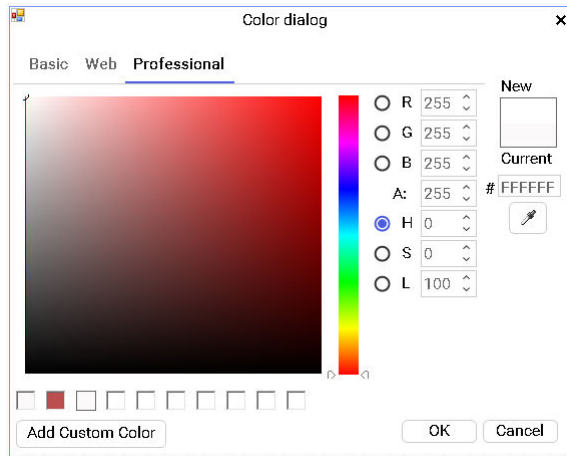 Color dialog
Basic Web Professional
New
R 255
G 255
B 255
Current
A: 255
# FFFFFF
H 0
S 0
L 100
Add Custom Color
OK Cancel